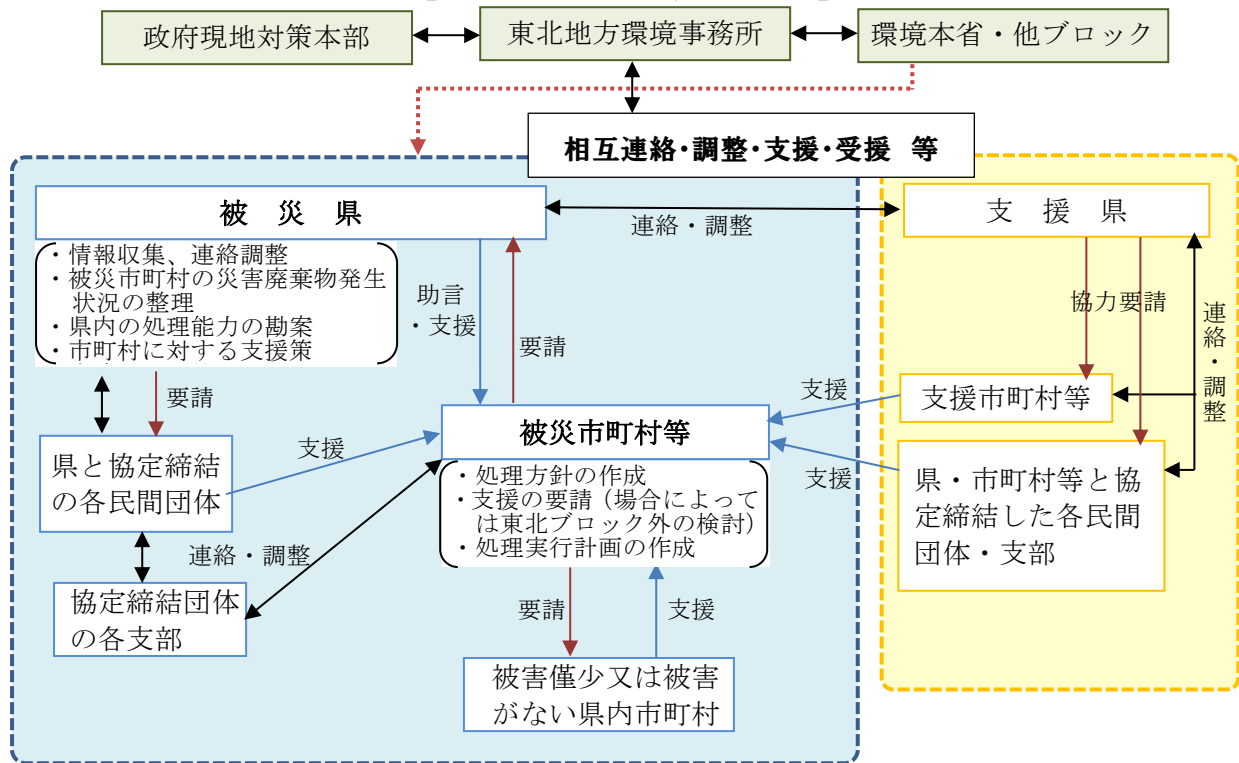 政府現地対策本部
東北地方環境事務所
環境本省・他ブロック
相互連絡・調整・支援・受援 等
被 災 県
連絡・調整
支 援 県
・情報収集、連絡調整
・被災市町村の災害廃棄物発生
状況の整理
・県内の処理能力の勘案
・市町村に対する支援策
助言
・支援
要請
協力要請
連絡・調整
要請
支援
支援市町村等
被災市町村等
支援
県と協定締結
の各民間団体
・処理方針の作成
・支援の要請（場合によって
は東北ブロック外の検討）
・処理実行計画の作成
支援
県・市町村等と協
定締結した各民間
団体・支部
連絡・調整
協定締結団体
の各支部
要請
支援
被害僅少又は被害
がない県内市町村